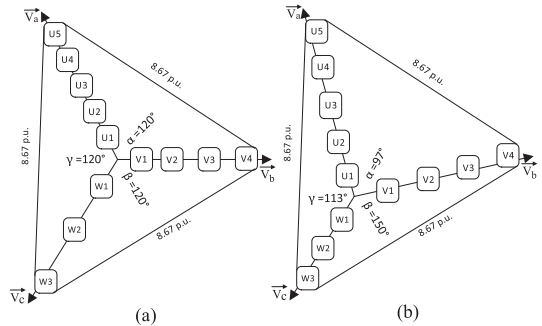 Va
U5
U4
U3
U2
U1
8.67 p.u.
8.67 p.u.
α =120°
γ =120°
β =120°
V1
V2
V3
V4
Vb
W1
W2
W3
Vc
8.67 p.u.
(a)
Va
U5
U4
U3
U2
U1
8.67 p.u.
8.67 p.u.
α =97°
γ =113°
β =150°
V1
V2
V3
V4
Vb
W1
W2
W3
Vc
8.67 p.u.
(b)